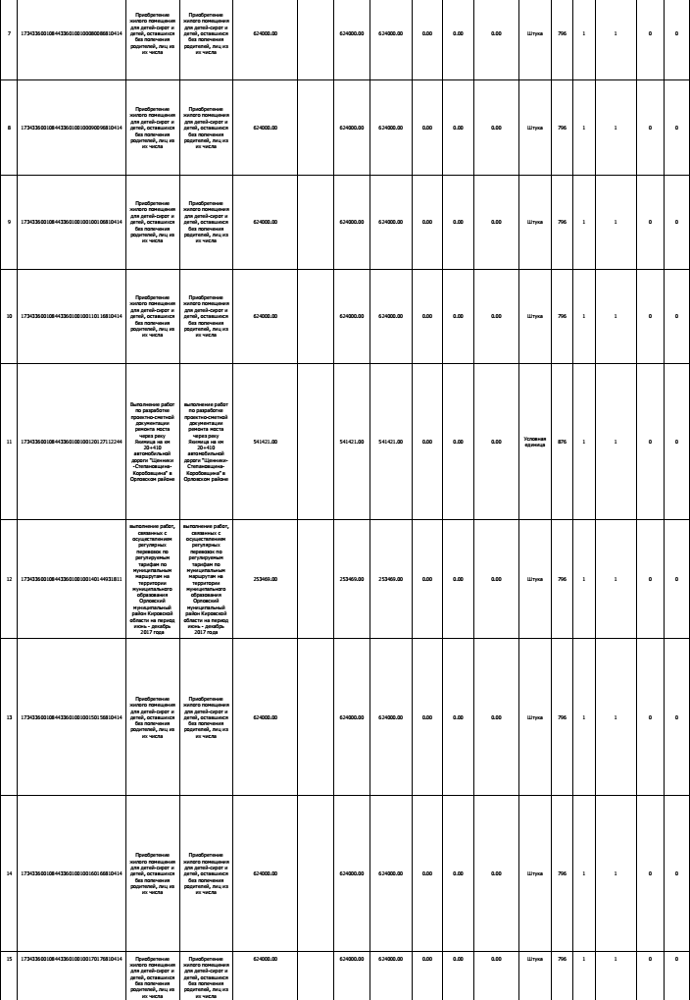 7 173433600108443360100100080086810414 Приобретение жилого помещения для детей-сирот и детей, оставшихся без попечения родителей, лиц из их числа Приобретение жилого помещения для детей-сирот и детей, оставшихся без попечения родителей, лиц из их числа 624000.00 624000.00 624000.00 0.00 0.00 0.00 Штука 796 1 1 0 0
8 173433600108443360100100090096810414 Приобретение жилого помещения для детей-сирот и детей, оставшихся без попечения родителей, лиц из их числа Приобретение жилого помещения для детей-сирот и детей, оставшихся без попечения родителей, лиц из их числа 624000.00 624000.00 624000.00 0.00 0.00 0.00 Штука 796 1 1 0 0
9 173433600108443360100100100106810414 Приобретение жилого помещения для детей-сирот и детей, оставшихся без попечения родителей, лиц из их числа Приобретение жилого помещения для детей-сирот и детей, оставшихся без попечения родителей, лиц из их числа 624000.00 624000.00 624000.00 0.00 0.00 0.00 Штука 796 1 1 0 0
10 173433600108443360100100110116810414 Приобретение жилого помещения для детей-сирот и детей, оставшихся без попечения родителей, лиц из их числа Приобретение жилого помещения для детей-сирот и детей, оставшихся без попечения родителей, лиц из их числа 624000.00 624000.00 624000.00 0.00 0.00 0.00 Штука 796 1 1 0 0
11 173433600108443360100100120127112244 Выполнение работ по разработке проектно-сметной документации ремонта моста через реку Якимица на км 20+410 автомобильной дороги "Щенники -Степановщина- Коробовщина" в Орловском районе выполнение работ по разработке проектно-сметной документации ремонта моста через реку Якимица на км 20+410 автомобильной дороги "Щенники- Степановщина- Коробовщина" в Орловском районе 541421.00 541421.00 541421.00 0.00 0.00 0.00 Условная единица 876 1 1 0 0
12 173433600108443360100100140144931811 выполнение работ, связанных с осуществлением регулярных перевозок по регулируемым тарифам по муниципальным маршрутам на территории муниципального образования Орловский муниципальный район Кировской области на период июнь - декабрь 2017 года выполнение работ, связанных с осуществлением регулярных перевозок по регулируемым тарифам по муниципальным маршрутам на территории муниципального образования Орловский муниципальный район Кировской области на период июнь - декабрь 2017 года 253469.00 253469.00 253469.00 0.00 0.00 0.00 Штука 796 1 1 0 0
13 173433600108443360100100150156810414 Приобретение жилого помещения для детей-сирот и детей, оставшихся без попечения родителей, лиц из их числа Приобретение жилого помещения для детей-сирот и детей, оставшихся без попечения родителей, лиц из их числа 624000.00 624000.00 624000.00 0.00 0.00 0.00 Штука 796 1 1 0 0
14 173433600108443360100100160166810414 Приобретение жилого помещения для детей-сирот и детей, оставшихся без попечения родителей, лиц из их числа Приобретение жилого помещения для детей-сирот и детей, оставшихся без попечения родителей, лиц из их числа 624000.00 624000.00 624000.00 0.00 0.00 0.00 Штука 796 1 1 0 0
15 173433600108443360100100170176810414 Приобретение жилого помещения для детей-сирот и детей, оставшихся без попечения родителей, лиц из их числа Приобретение жилого помещения для детей-сирот и детей, оставшихся без попечения родителей, лиц из их числа 624000.00 624000.00 624000.00 0.00 0.00 0.00 Штука 796 1 1 0 0